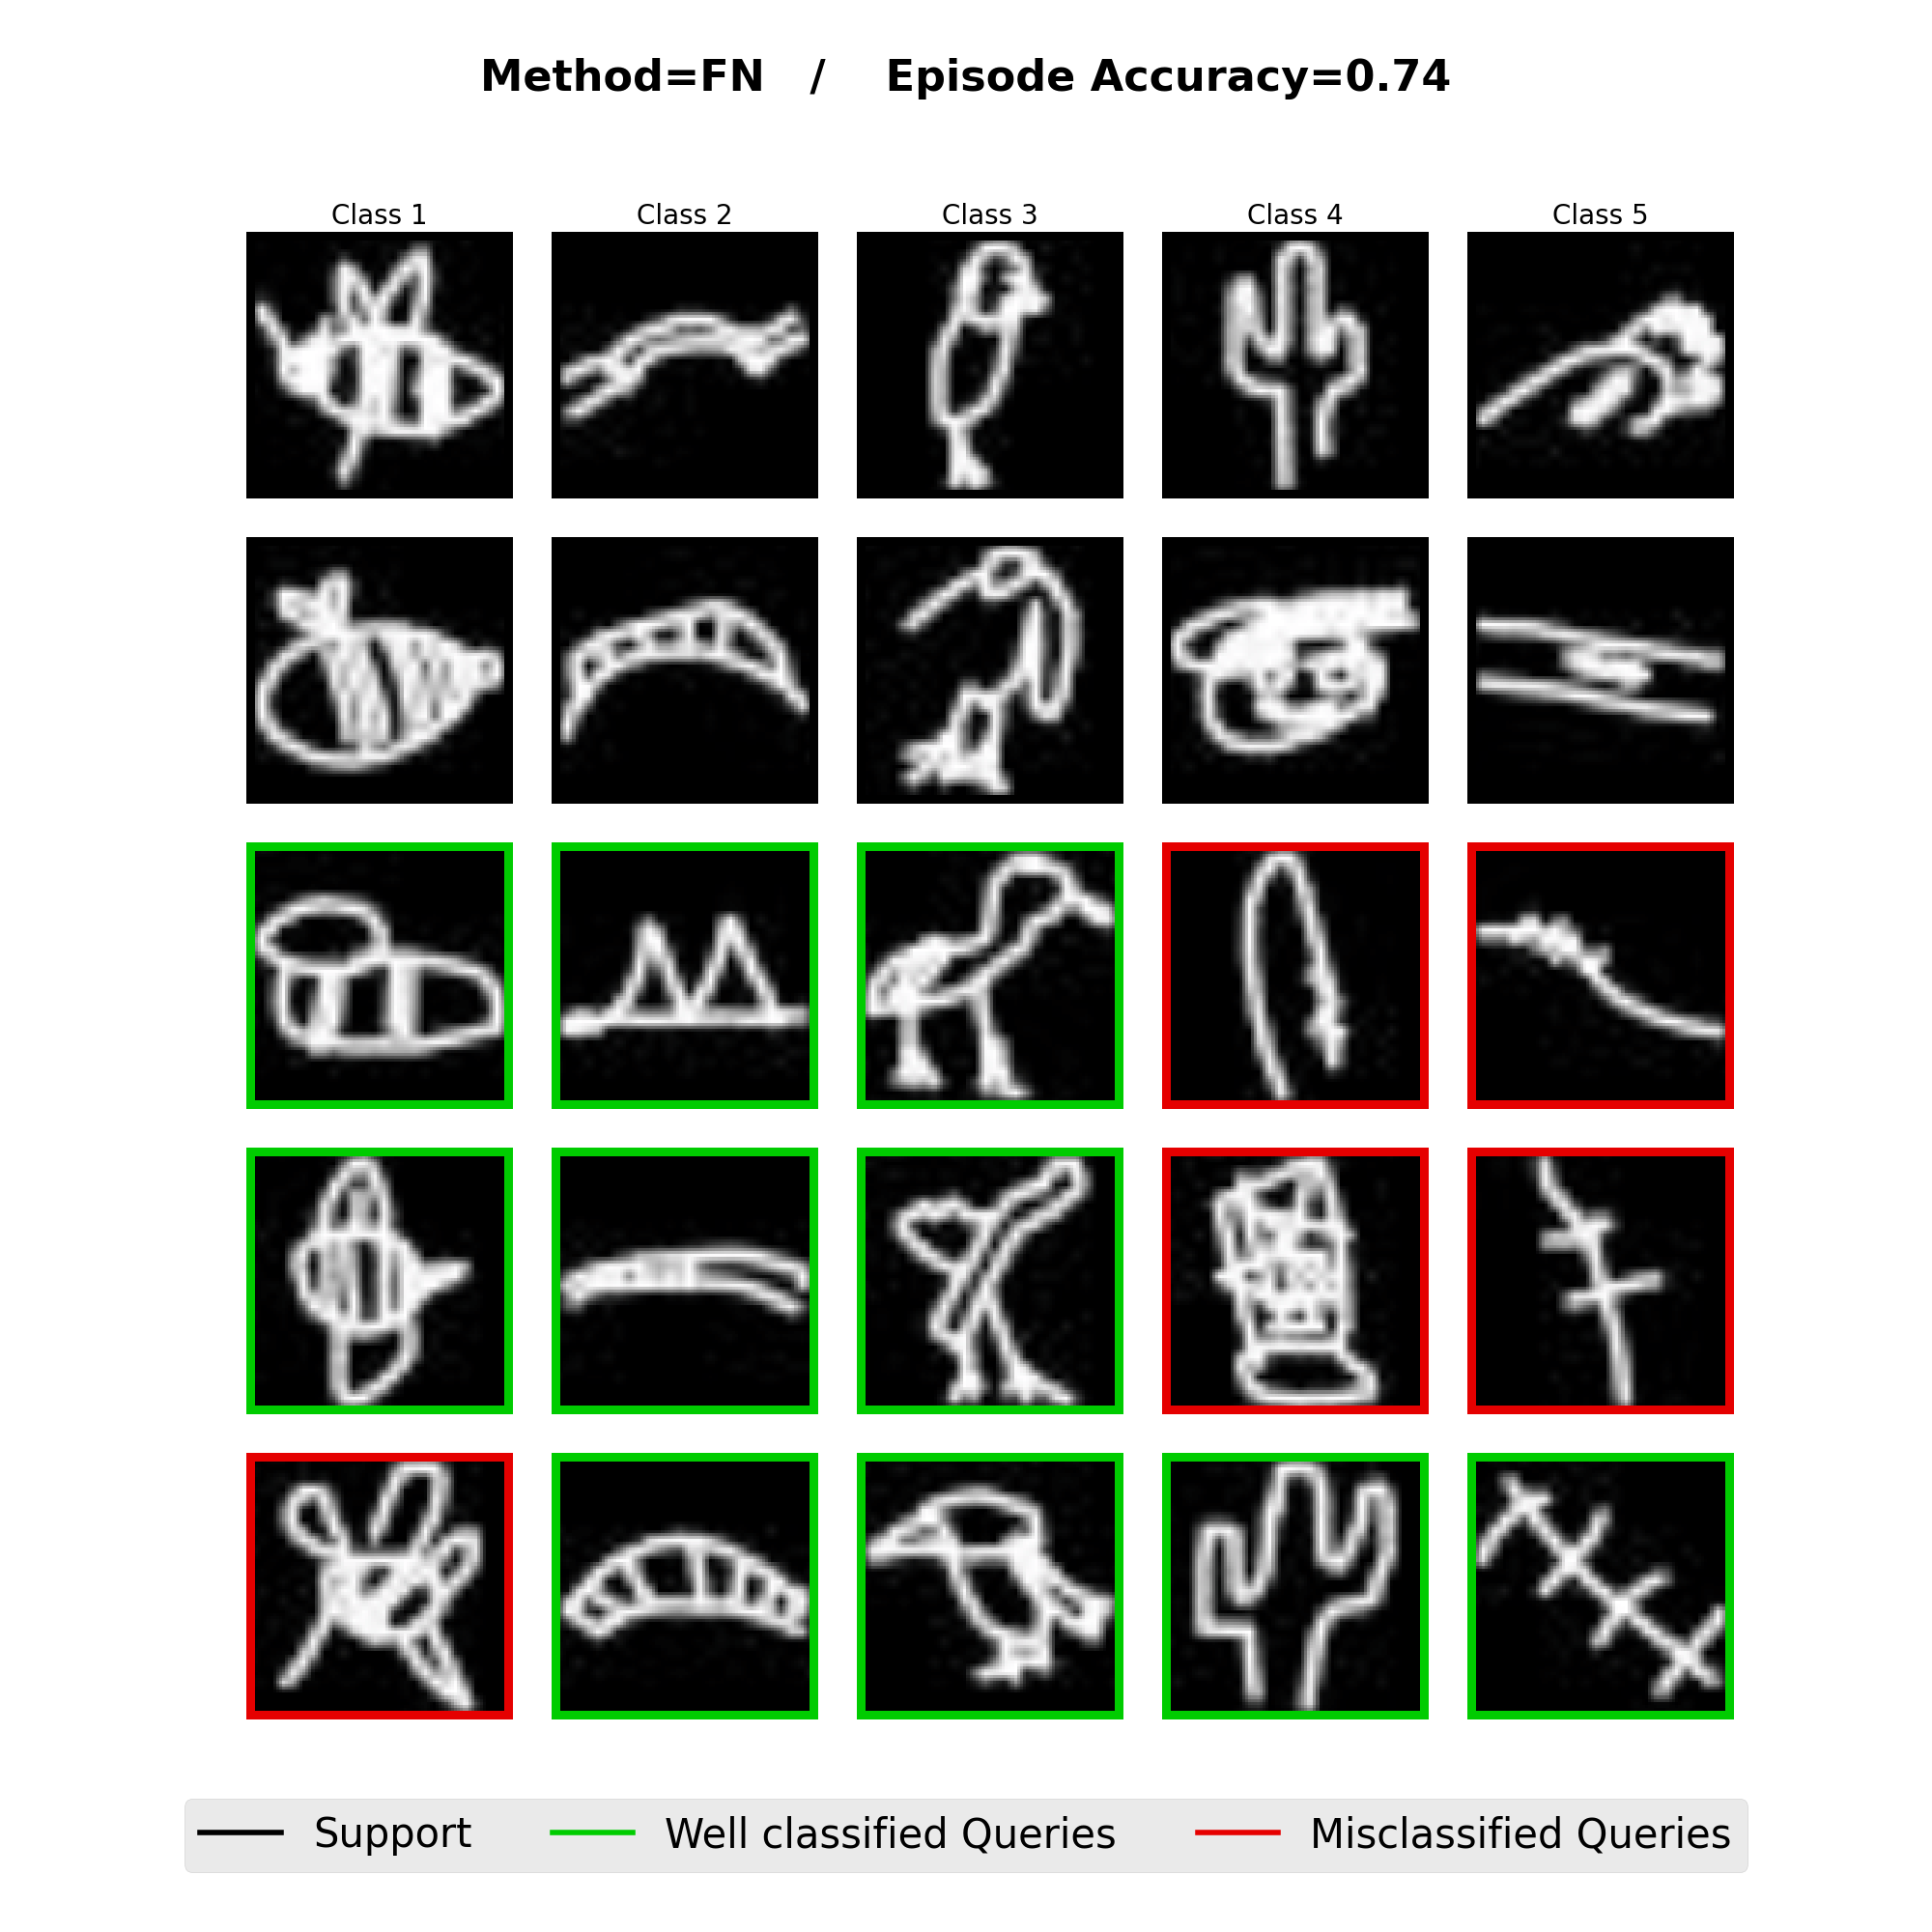 Method=FN / Episode Accuracy=0.74
Class 1 Class 2 Class 3 Class 4 Class 5
Support Well classified Queries Misclassified Queries